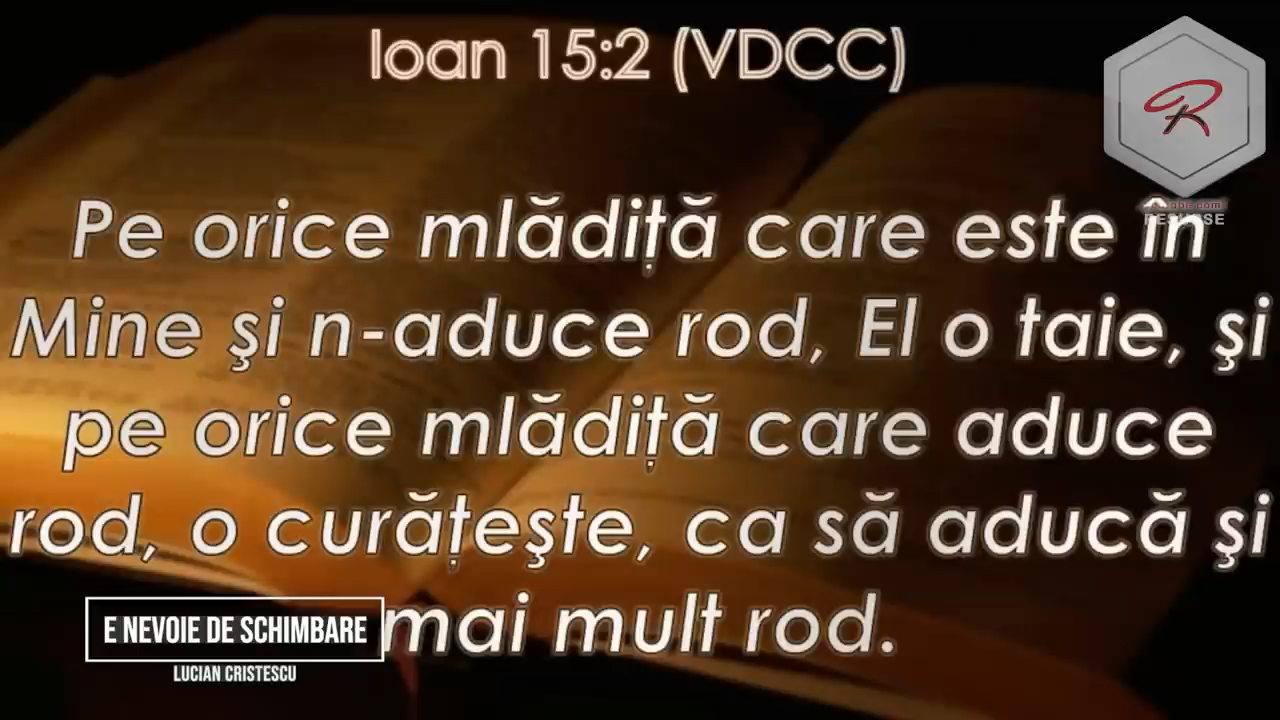 Ioan 15:2 (VDCC)
R
Pe orice mlădiță care este în
RESURSE
Mine şi n-aduce rod, El o taie, şi
pe orice mlădiță care aduce
rod, o curățeşte, ca să aducă şi
mai mult rod.
E NEVOIE DE SCHIMBARE
LUCIAN CRISTESCU